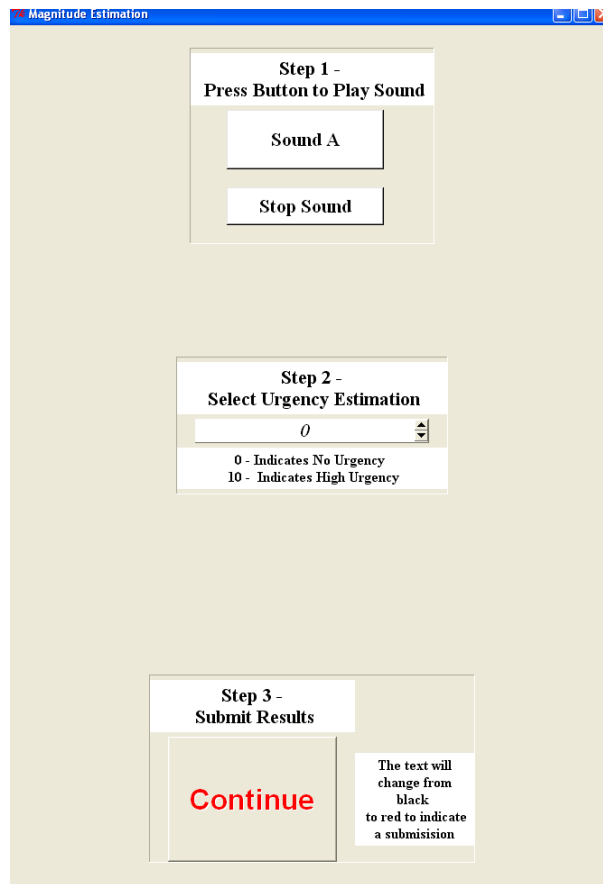 Magnitude Estimation
Step 1 -
Press Button to Play Sound
Sound A
Stop Sound
Step 2 -
Select Urgency Estimation
0
0 - Indicates No Urgency
10 - Indicates High Urgency
Step 3 -
Submit Results
Continue
The text will
change from
black
to red to indicate
a submisision